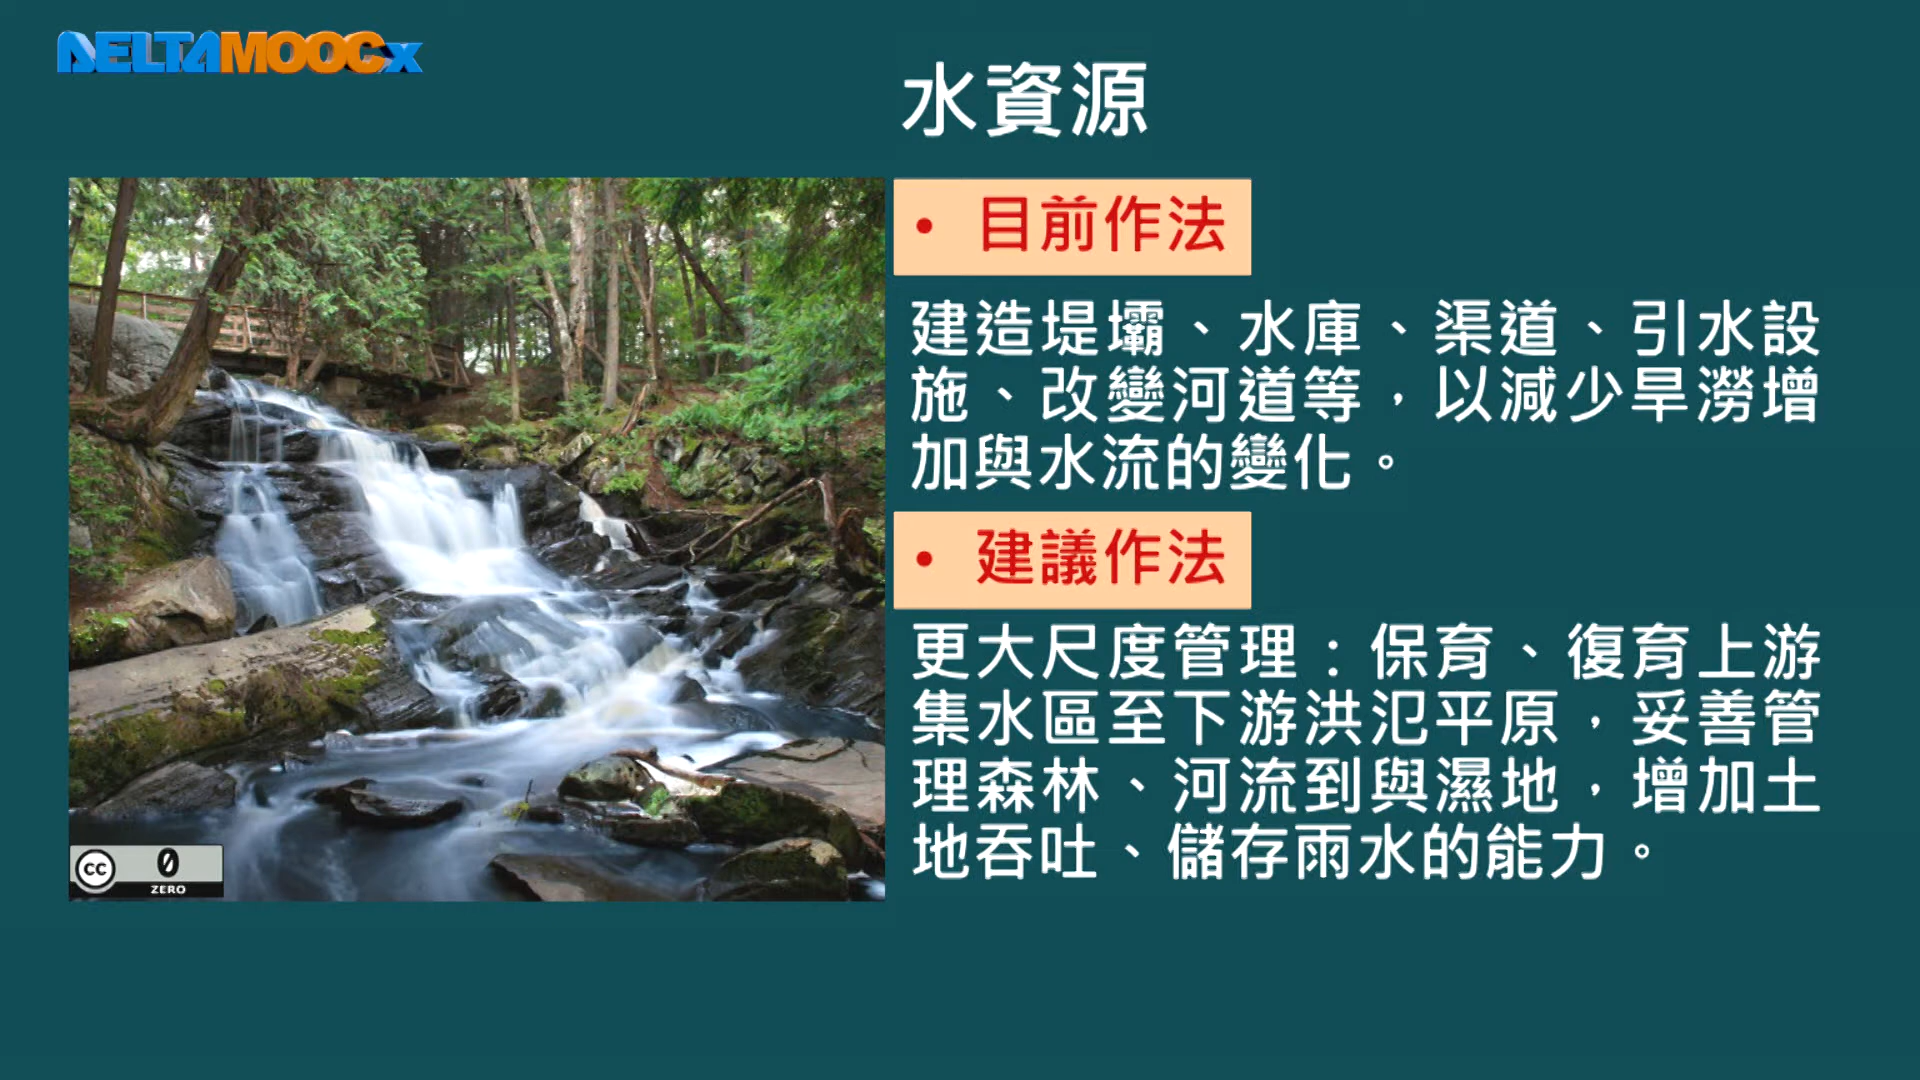 DELTAMOOCx
水資源
• 目前作法
建造堤壩、水庫、渠道、引水設
施、改變河道等，以減少旱澇增
加與水流的變化。
• 建議作法
更大尺度管理：保育、復育上游
集水區至下游洪氾平原，妥善管
理森林、河流到與濕地，增加土
地吞吐、儲存雨水的能力。
cc 0
ZERO